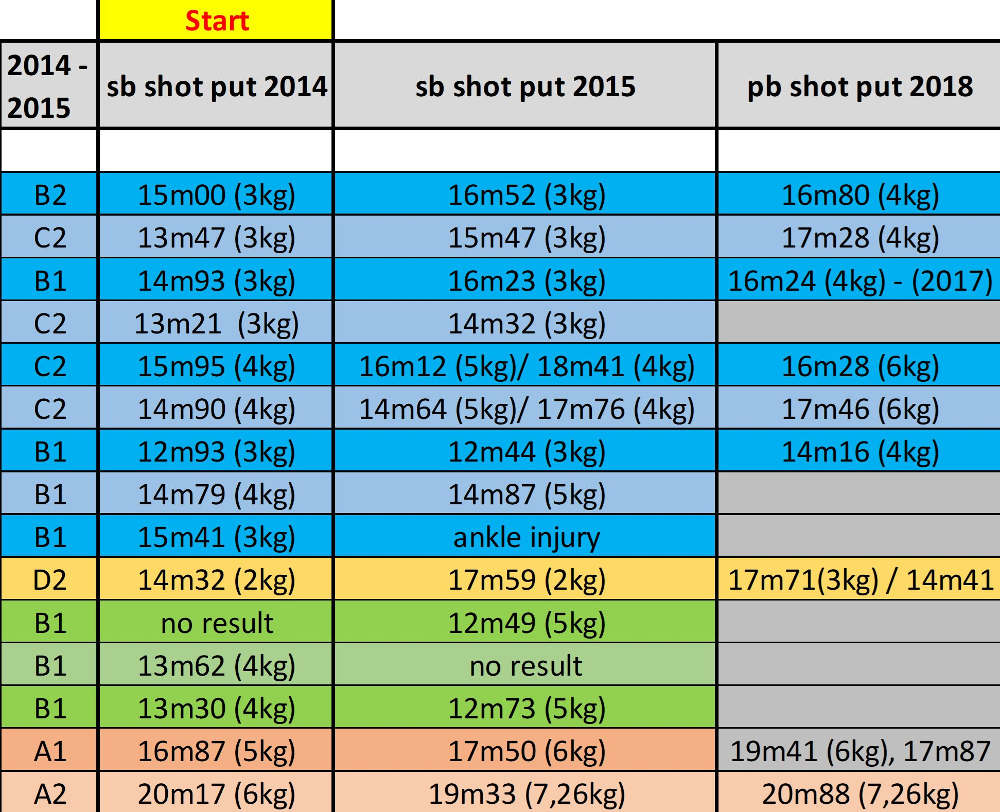 Start
2014 -
2015
sb shot put 2014
sb shot put 2015
pb shot put 2018
B2 15m00 (3kg) 16m52 (3kg) 16m80 (4kg)
C2 13m47 (3kg) 15m47 (3kg) 17m28 (4kg)
B1 14m93 (3kg) 16m23 (3kg) 16m24 (4kg) - (2017)
C2 13m21 (3kg) 14m32 (3kg)
C2 15m95 (4kg) 16m12 (5kg)/ 18m41 (4kg) 16m28 (6kg)
C2 14m90 (4kg) 14m64 (5kg)/ 17m76 (4kg) 17m46 (6kg)
B1 12m93 (3kg) 12m44 (3kg) 14m16 (4kg)
B1 14m79 (4kg) 14m87 (5kg)
B1 15m41 (3kg) ankle injury
D2 14m32 (2kg) 17m59 (2kg) 17m71(3kg) / 14m41
B1 no result 12m49 (5kg)
B1 13m62 (4kg) no result
B1 13m30 (4kg) 12m73 (5kg)
A1 16m87 (5kg) 17m50 (6kg) 19m41 (6kg), 17m87
A2 20m17 (6kg) 19m33 (7,26kg) 20m88 (7,26kg)